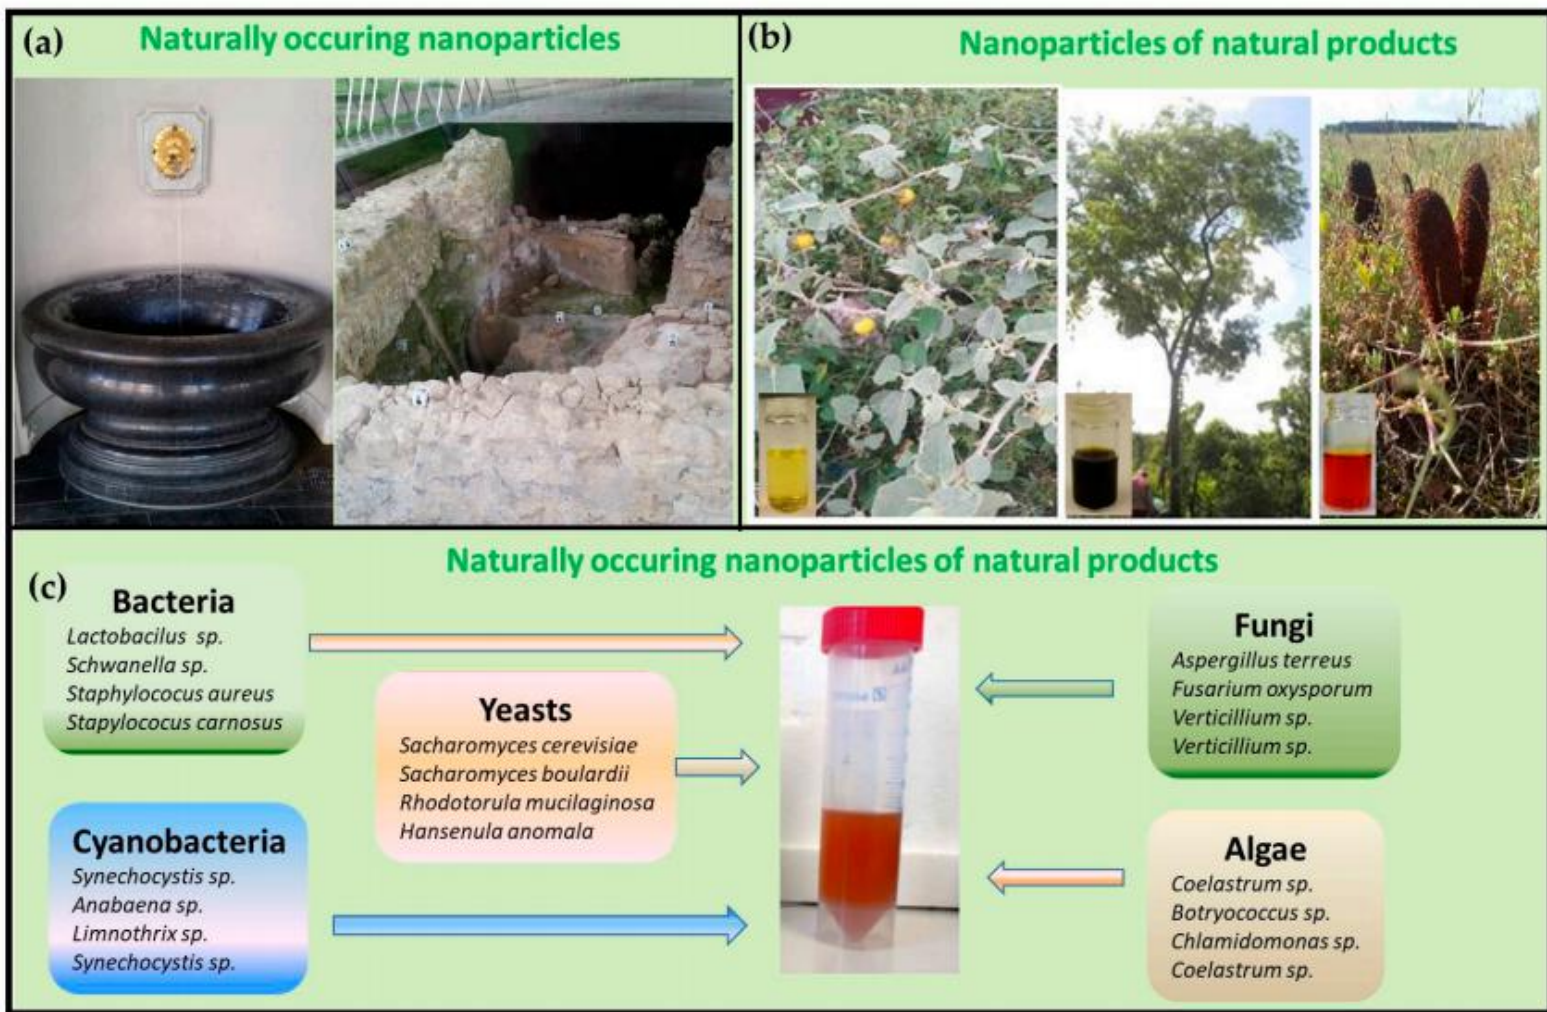 (a)
Naturally occuring nanoparticles
(b)
Nanoparticles of natural products
(c)
Naturally occuring nanoparticles of natural products
Bacteria
Lactobacilus sp.
Schwanella sp.
Staphylococus aureus
Stapylococus carnosus
Yeasts
Sacharomyces cerevisiae
Sacharomyces boulardii
Rhodotorula mucilaginosa
Hansenula anomala
Cyanobacteria
Synechocystis sp.
Anabaena sp.
Limnothrix sp.
Synechocystis sp.
Fungi
Aspergillus terreus
Fusarium oxysporum
Verticillium sp.
Verticillium sp.
Algae
Coelastrum sp.
Botryococcus sp.
Chlamidomonas sp.
Coelastrum sp.